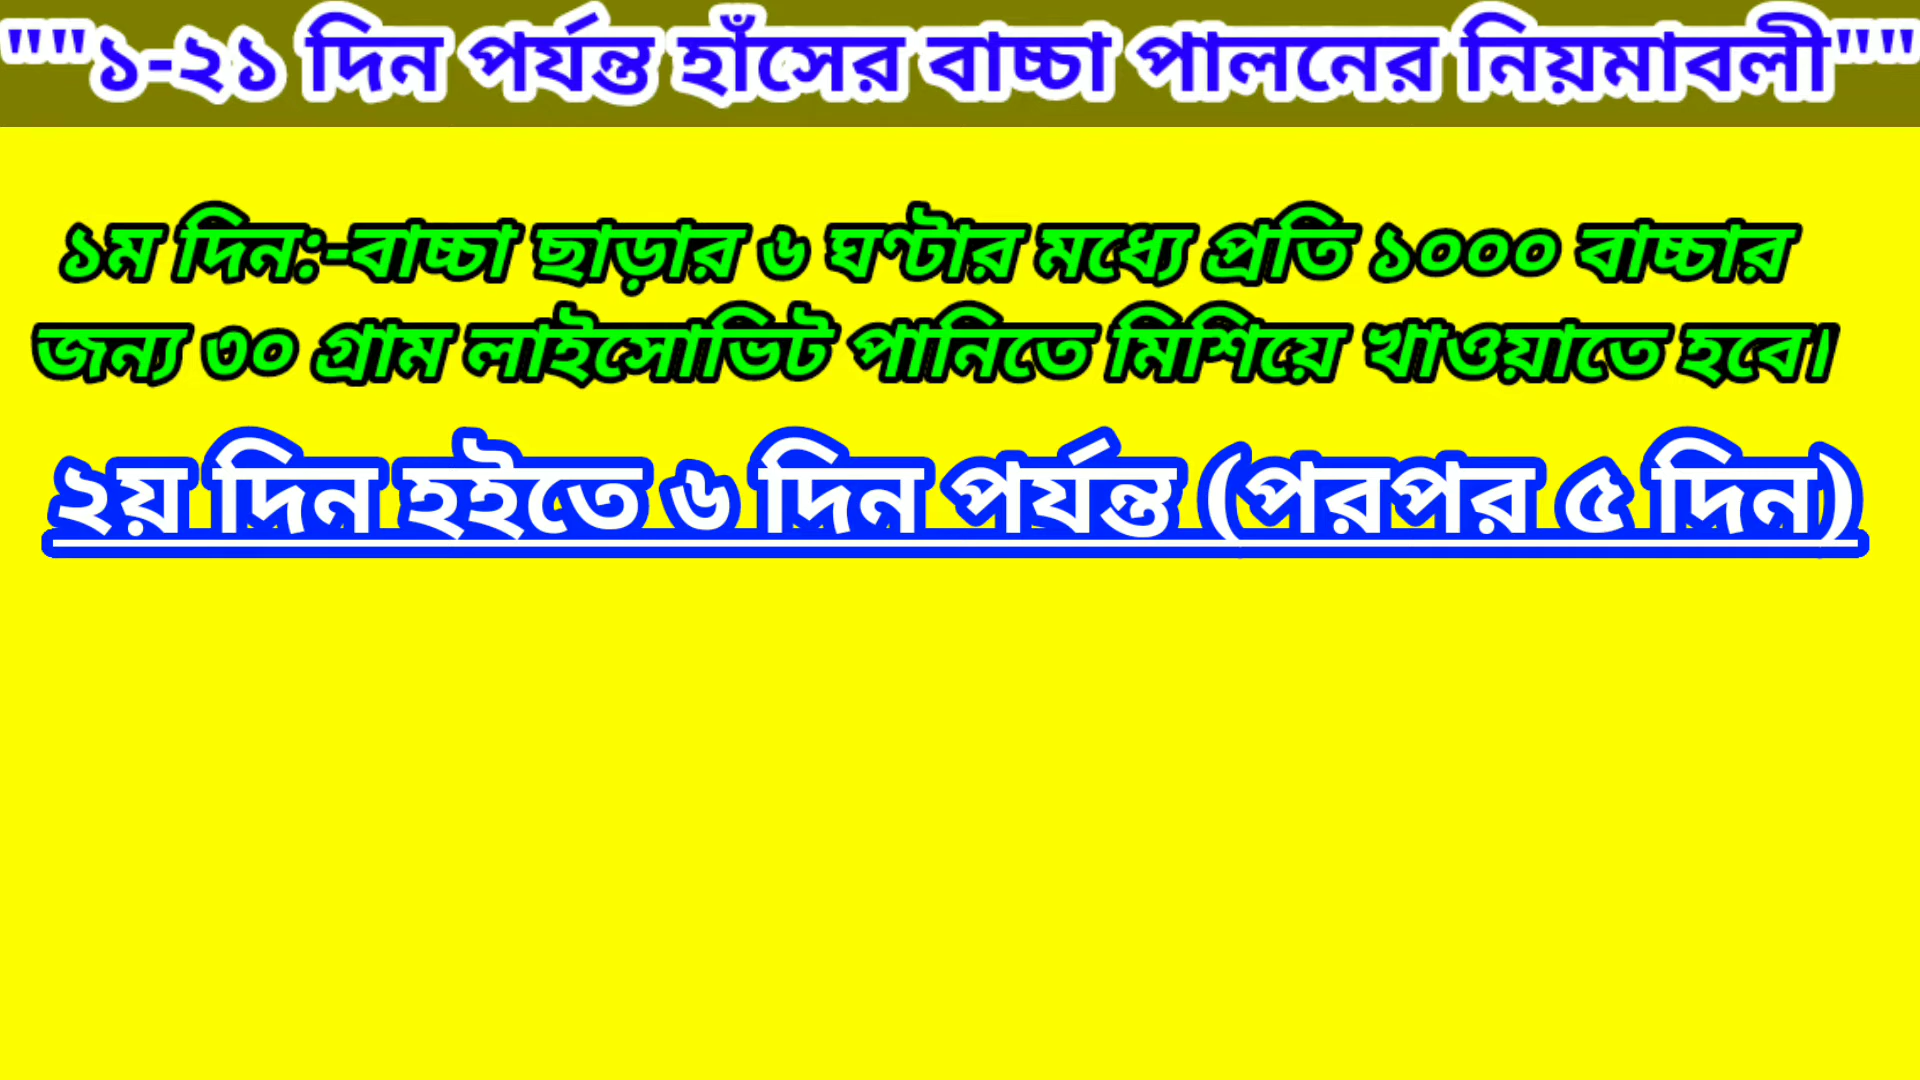 ""১-২১ দিন পর্যন্ত হাঁসের বাচ্চা পালনের নিয়মাবলী""
১ম দিন:-বাচ্চা ছাড়ার ৬ ঘণ্টার মধ্যে প্রতি ১০০০ বাচ্চার
জন্য ৩০ গ্রাম লাইসোভিট পানিতে মিশিয়ে খাওয়াতে হবে।
২য় দিন হইতে ৬ দিন পর্যন্ত (পরপর ৫ দিন)